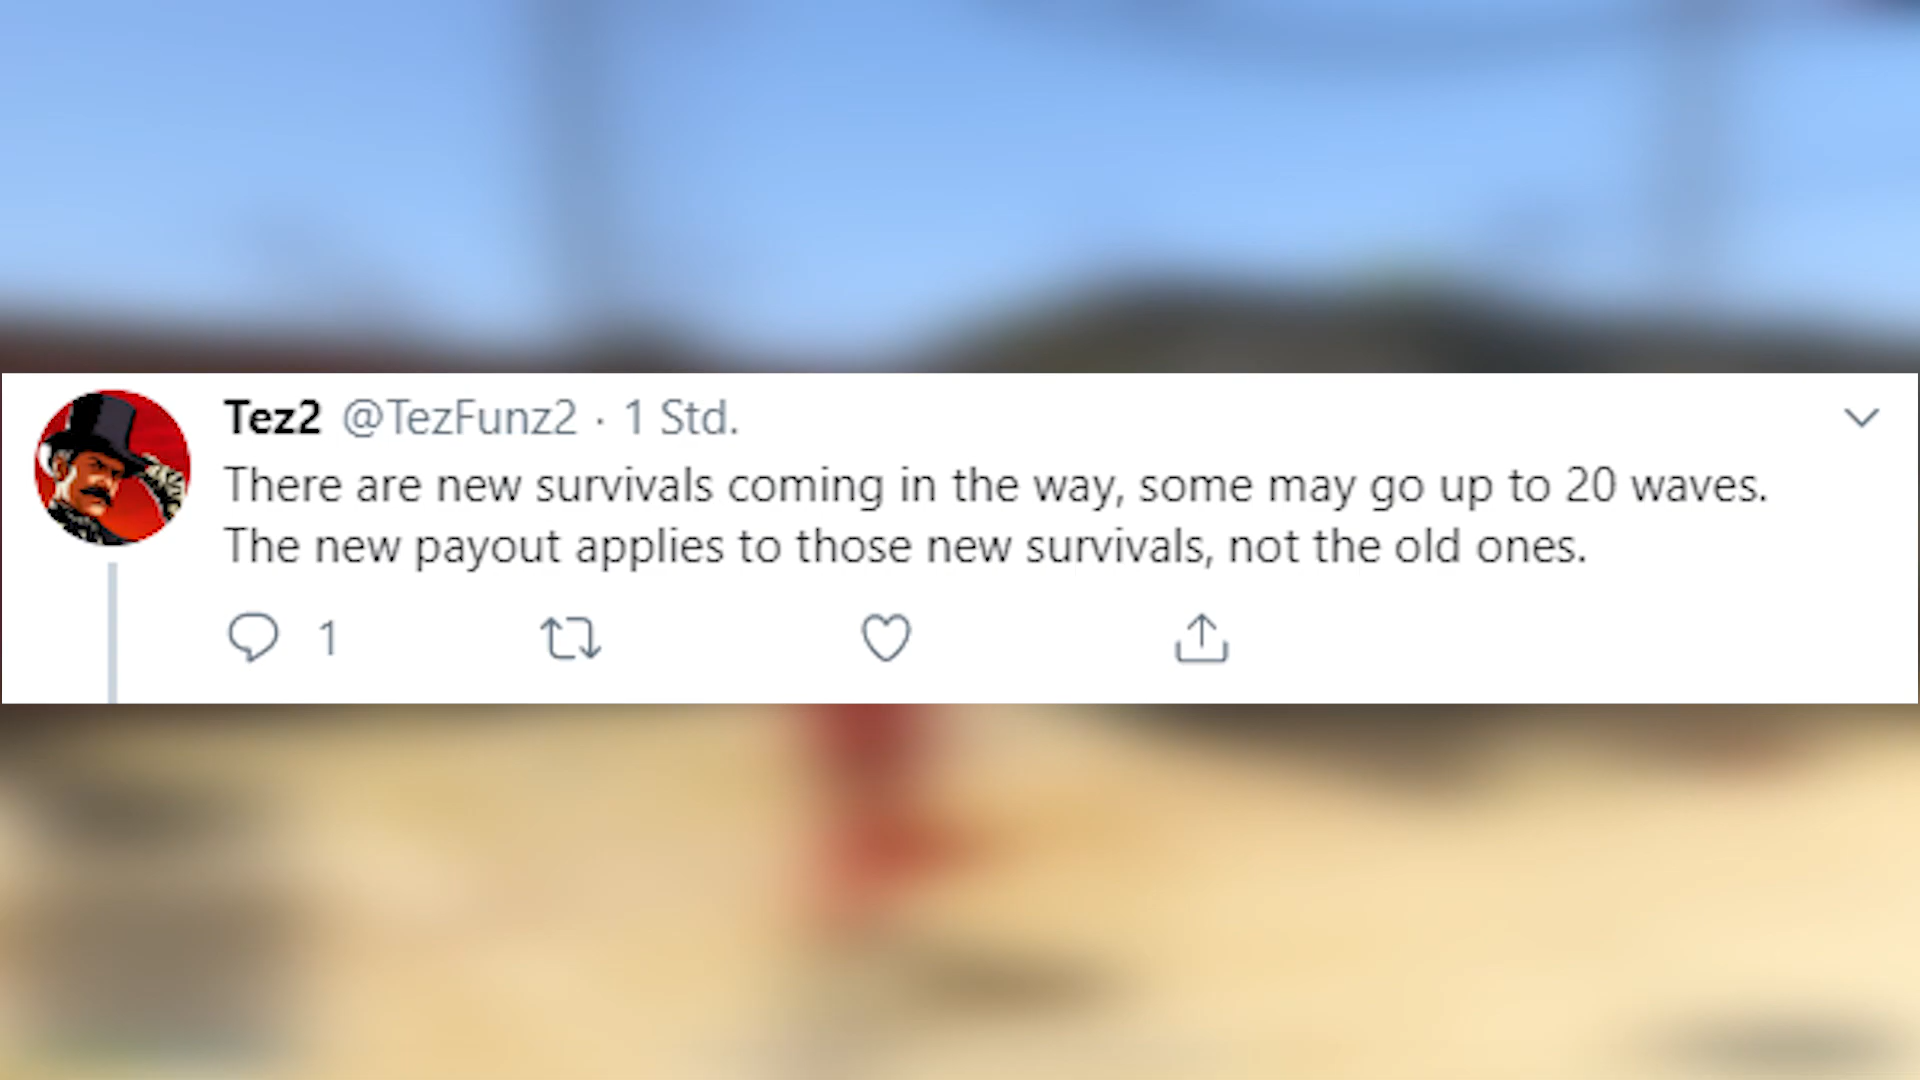 Tez2 @TezFunz2 · 1 Std.
There are new survivals coming in the way, some may go up to 20 waves.
The new payout applies to those new survivals, not the old ones.
1